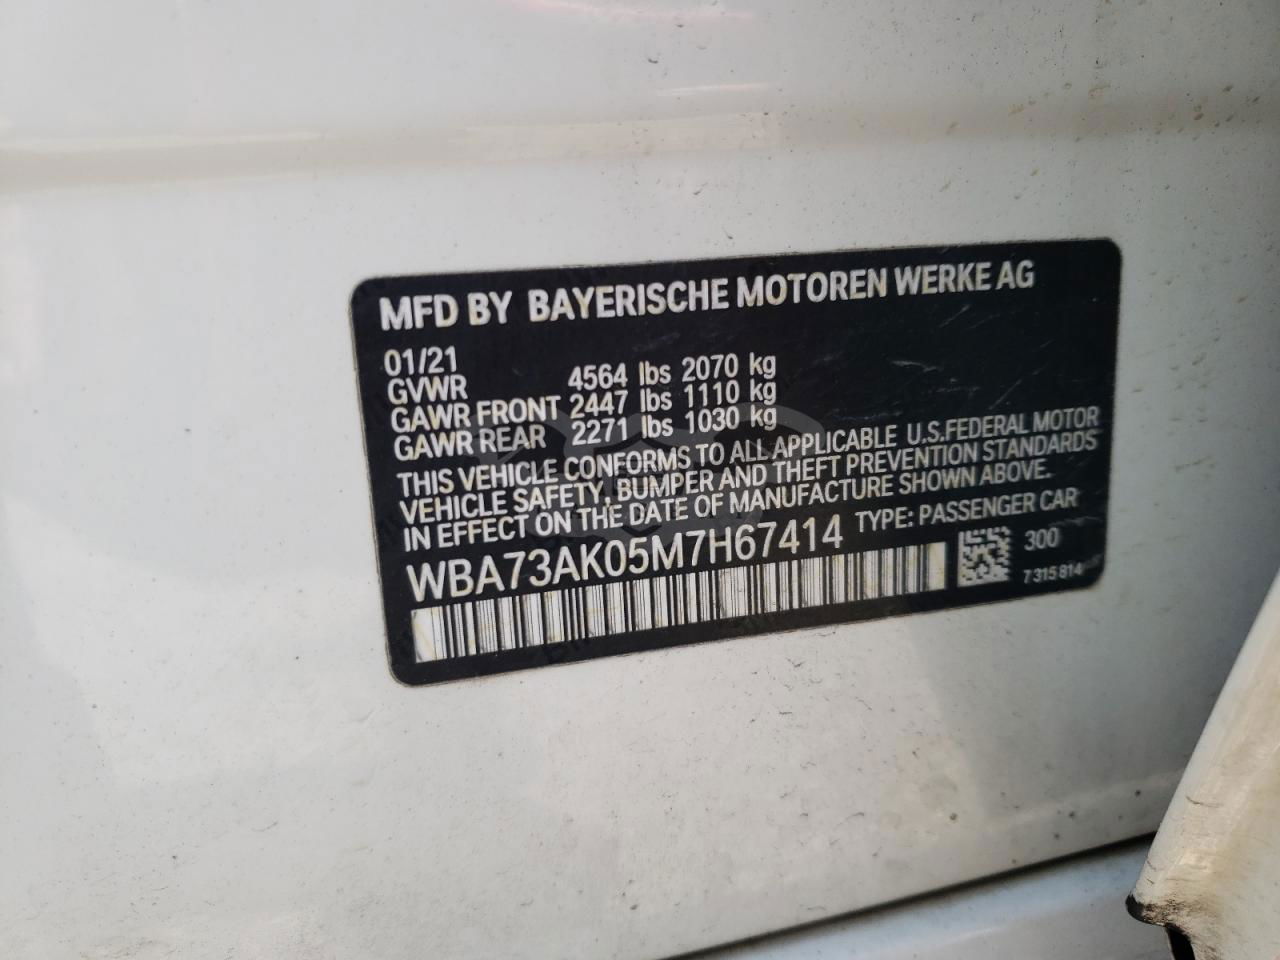 MFD BY BAYERISCHE MOTOREN WERKE AG
01/21
GVWR 4564 lbs 2070 kg
GAWR FRONT 2447 lbs 1110 kg
GAWR REAR 2271 lbs 1030 kg
THIS VEHICLE CONFORMS TO ALL APPLICABLE U.S.FEDERAL MOTOR
VEHICLE SAFETY, BUMPER AND THEFT PREVENTION STANDARDS
IN EFFECT ON THE DATE OF MANUFACTURE SHOWN ABOVE.
WBA73AK05M7H67414 TYPE: PASSENGER CAR
300
7 315 814